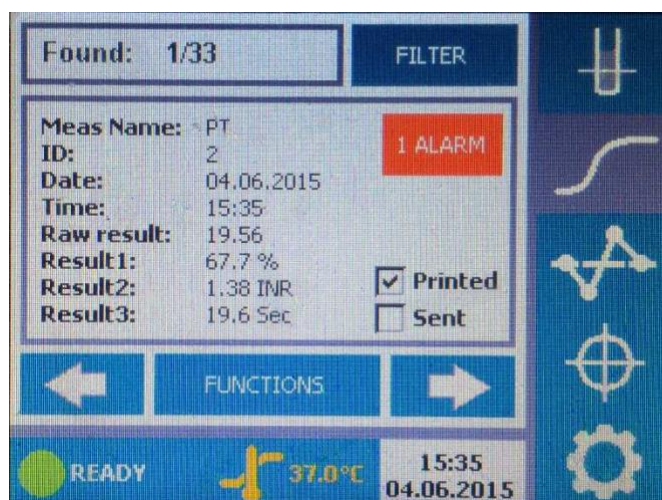 Found: 1/33
FILTER
Meas Name: PT
1 ALARM
ID: 2
Date: 04.06.2015
Time: 15:35
Raw result: 19.56
Result1: 67.7 %
Result2: 1.38 INR
Printed
Result3: 19.6 Sec
Sent
FUNCTIONS
READY
37.0°C
15:35
04.06.2015